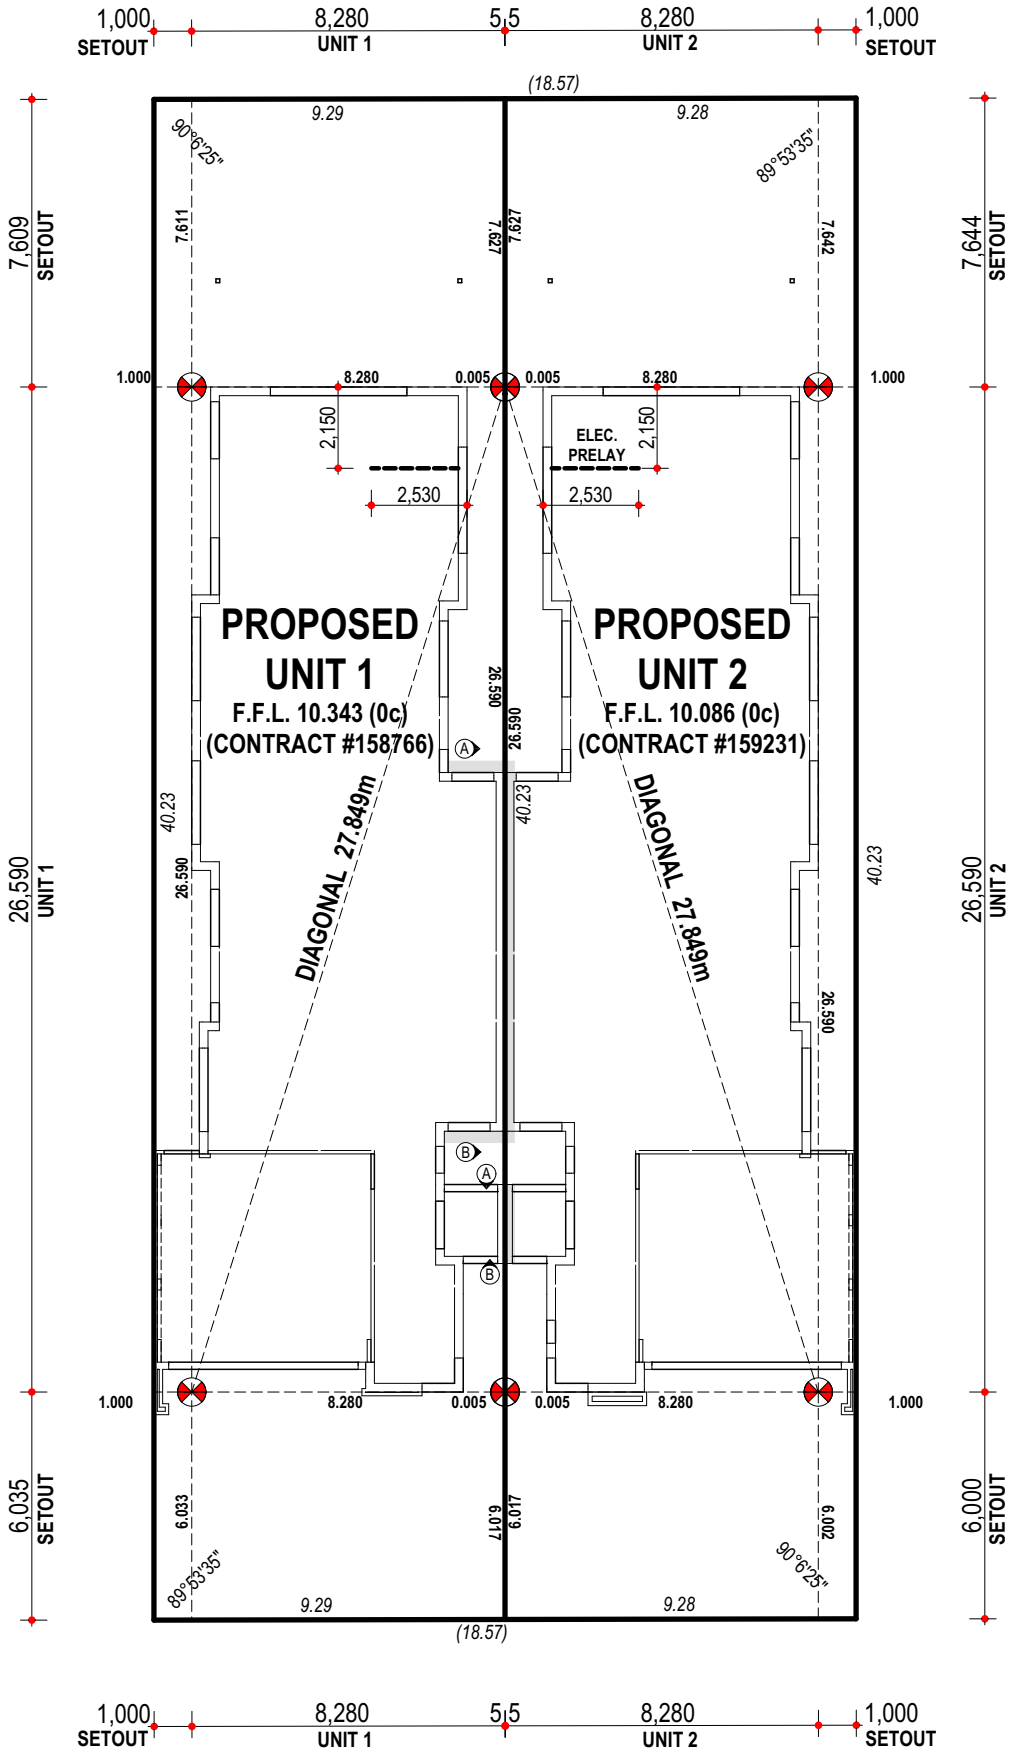 1,000 8,280 5,5 8,280 1,000
SETOUT UNIT 1 UNIT 2 SETOUT
(18.57)
9.29 9.28
90°6'25" 89°53'35"
7,609 SETOUT
7.611 7.627 7.627 7.642
7,644 SETOUT
1.000 8.280 0.005 0.005 8.280 1.000
2,150 2,150
ELEC.
PRELAY
2,530 2,530
PROPOSED
UNIT 1
F.F.L. 10.343 (0c)
(CONTRACT #158766)
PROPOSED
UNIT 2
F.F.L. 10.086 (0c)
(CONTRACT #159231)
26.590 26.590
A
40.23 40.23 40.23
DIAGONAL 27.849m
DIAGONAL 27.849m
26,590 UNIT 1
26.590
26.590
26,590 UNIT 2
B
A
B
1.000 8.280 0.005 0.005 8.280 1.000
6,035 SETOUT
6.033 6.017 6.017 6.002
6,000 SETOUT
89°53'35" 90°6'25"
9.29 9.28
(18.57)
1,000 8,280 5,5 8,280 1,000
SETOUT UNIT 1 UNIT 2 SETOUT